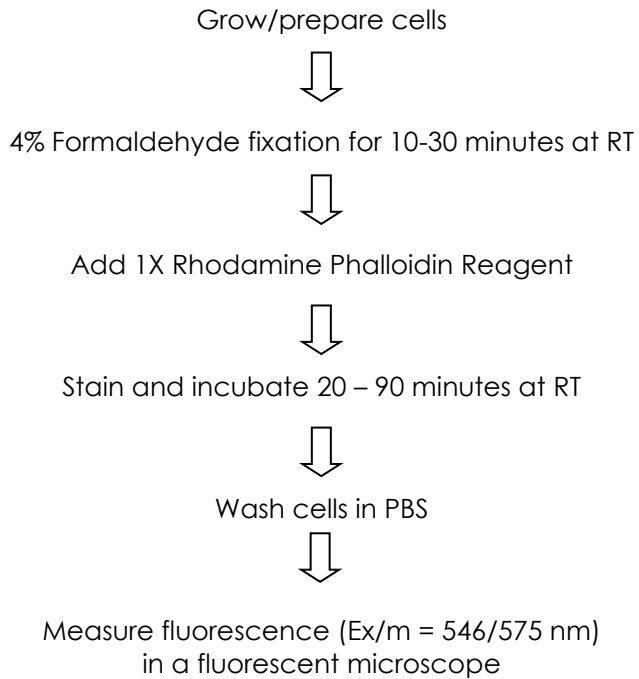 Grow/prepare cells
4% Formaldehyde fixation for 10-30 minutes at RT
Add 1X Rhodamine Phalloidin Reagent
Stain and incubate 20 – 90 minutes at RT
Wash cells in PBS
Measure fluorescence (Ex/m = 546/575 nm)
in a fluorescent microscope